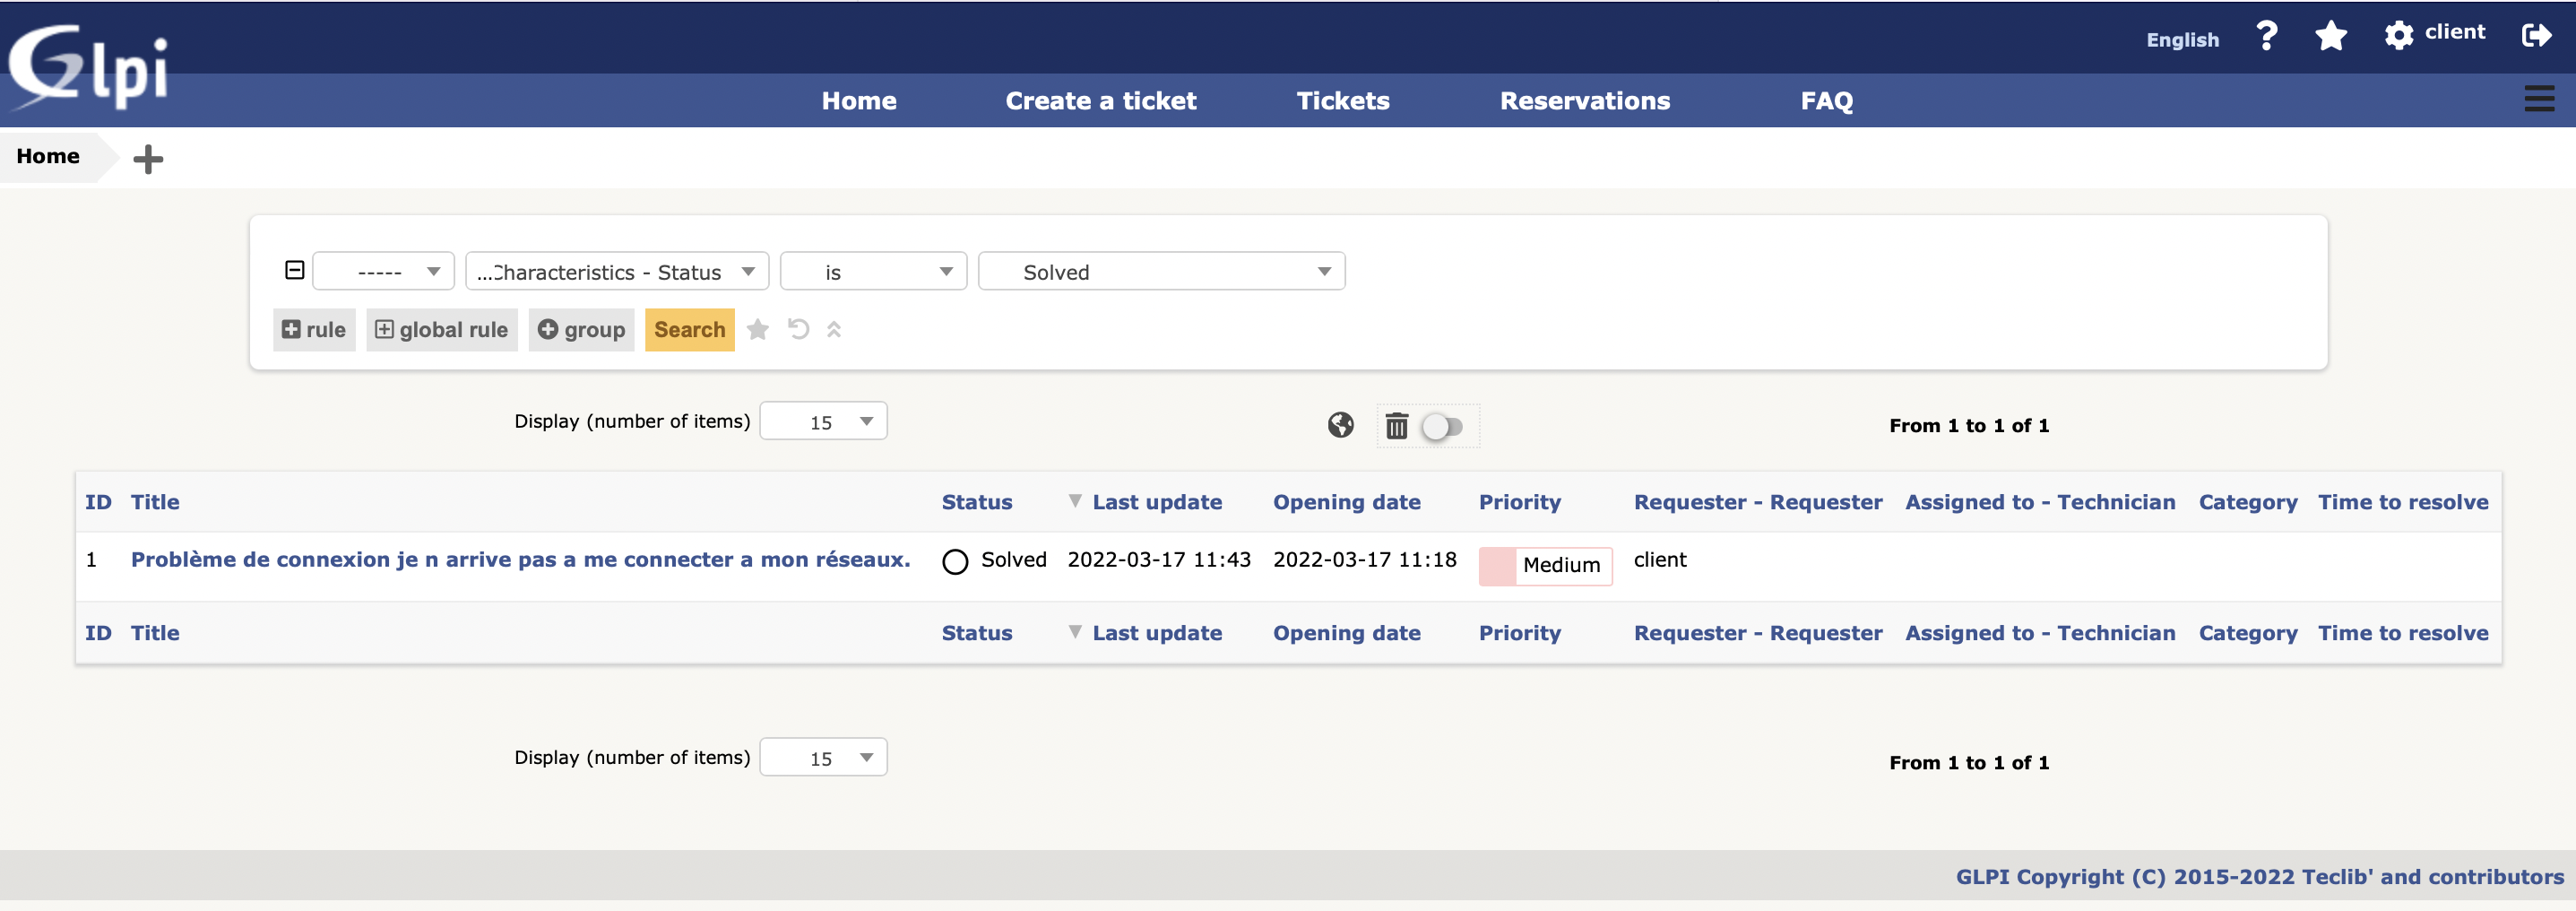 English ? client
Glpi
Home Create a ticket Tickets Reservations FAQ
Home
----- ...Characteristics - Status is Solved
rule global rule group Search
Display (number of items) 15 From 1 to 1 of 1
ID Title Status Last update Opening date Priority Requester - Requester Assigned to - Technician Category Time to resolve
1 Problème de connexion je n arrive pas a me connecter a mon réseaux. Solved 2022-03-17 11:43 2022-03-17 11:18 Medium client
ID Title Status Last update Opening date Priority Requester - Requester Assigned to - Technician Category Time to resolve
Display (number of items) 15 From 1 to 1 of 1
GLPI Copyright (C) 2015-2022 Teclib' and contributors